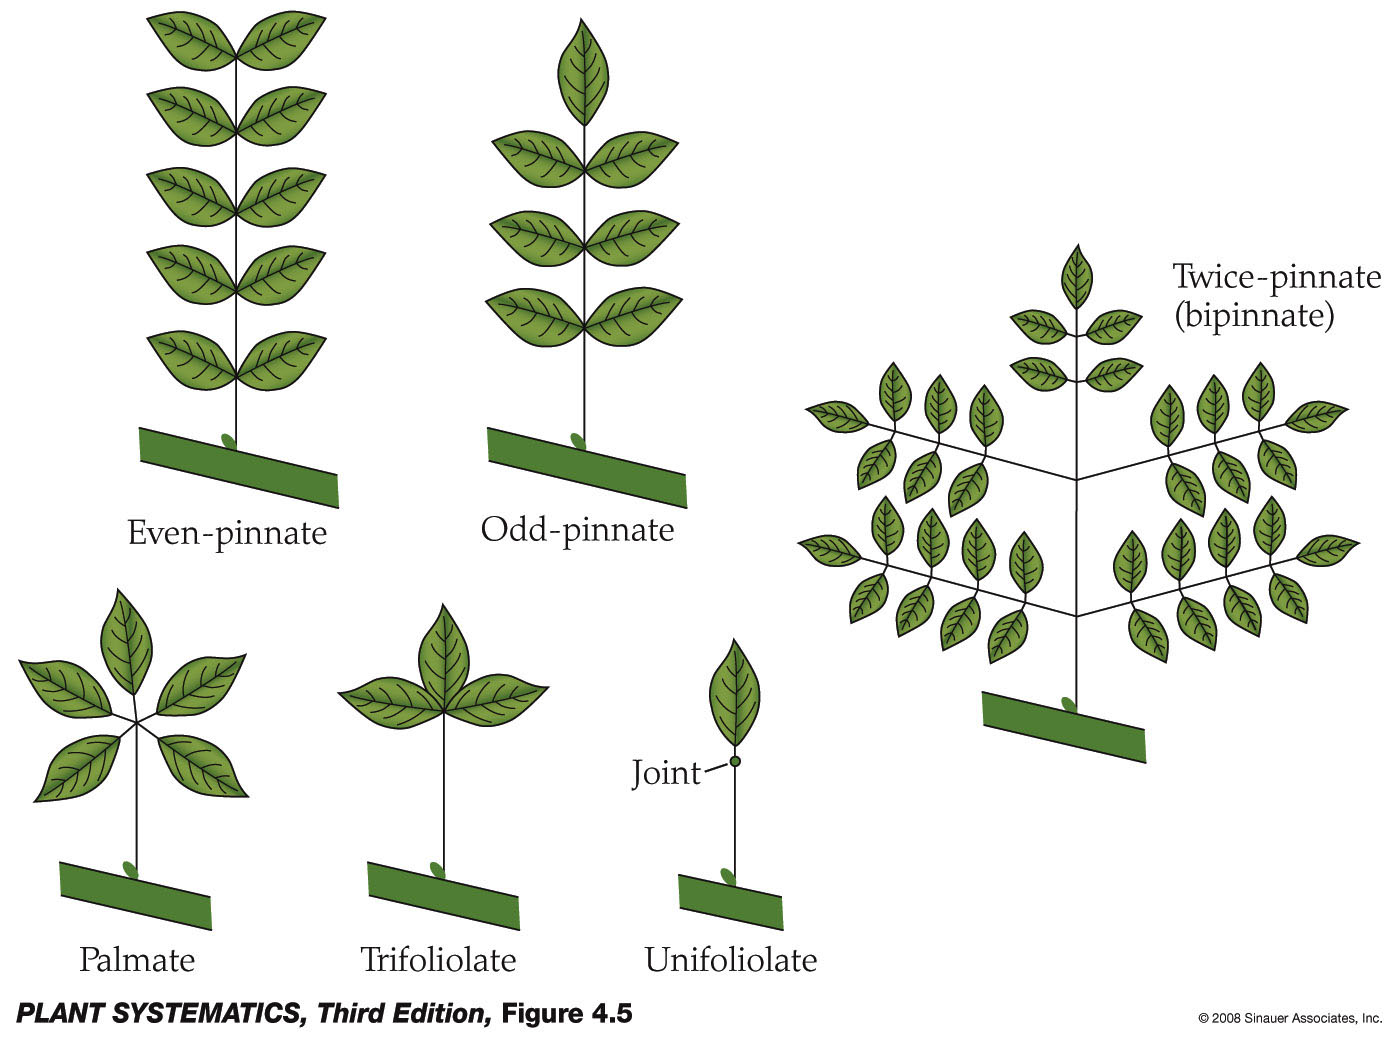 Twice-pinnate
(bipinnate)
Even-pinnate
Odd-pinnate
Joint
Palmate
Trifoliolate
Unifoliolate
PLANT SYSTEMATICS, Third Edition, Figure 4.5
© 2008 Sinauer Associates, Inc.